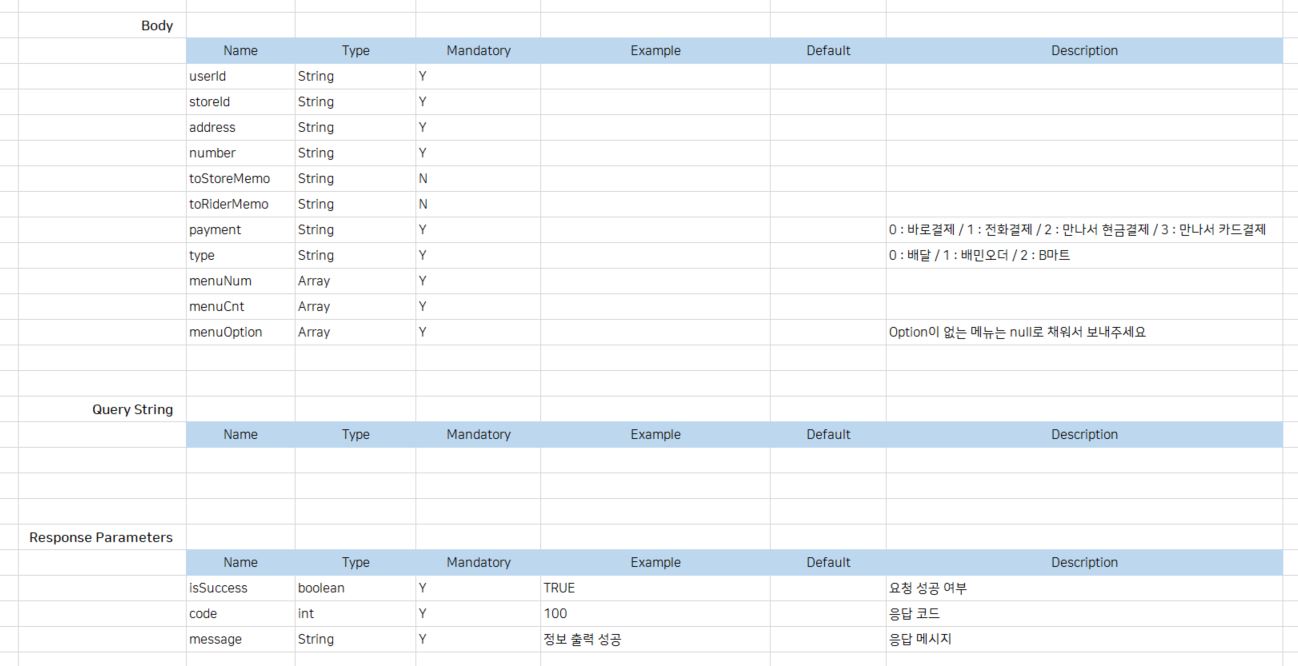 Body
Name Type Mandatory Example Default Description
userId String Y
storeId String Y
address String Y
number String Y
toStoreMemo String N
toRiderMemo String N
payment String Y 0 : 바로결제 / 1 : 전화결제 / 2 : 만나서 현금결제 / 3 : 만나서 카드결제
type String Y 0 : 배달 / 1 : 배민오더 / 2 : B마트
menuNum Array Y
menuCnt Array Y
menuOption Array Y Option이 없는 메뉴는 null로 채워서 보내주세요
Query String
Name Type Mandatory Example Default Description
Response Parameters
Name Type Mandatory Example Default Description
isSuccess boolean Y TRUE 요청 성공 여부
code int Y 100 응답 코드
message String Y 정보 출력 성공 응답 메시지